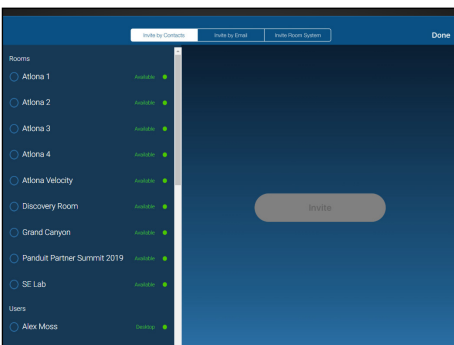 Invite by Contacts Invite by Email Invite Room System Done
Rooms
Atlona 1 Available
Atlona 2 Available
Atlona 3 Available
Atlona 4 Available
Atlona Velocity Available
Discovery Room Available
Grand Canyon Available
Panduit Partner Summit 2019 Available
SE Lab Available
Invite
Users
Alex Moss Desktop